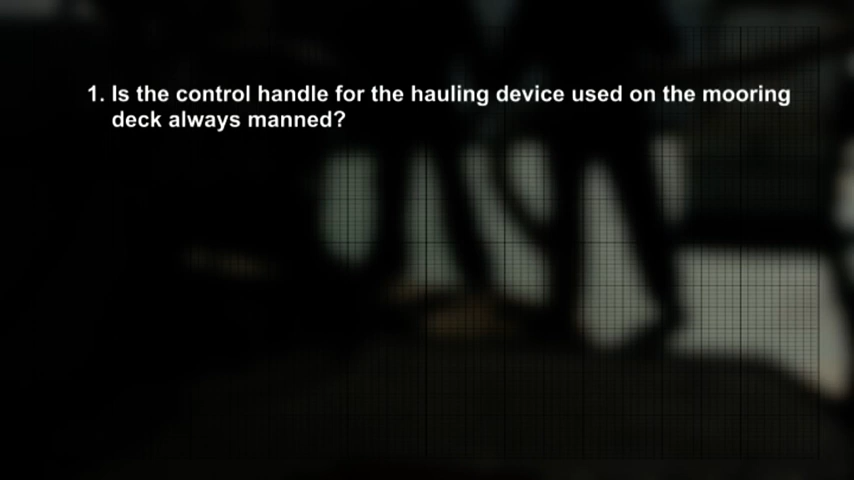 1. Is the control handle for the hauling device used on the mooring
deck always manned?